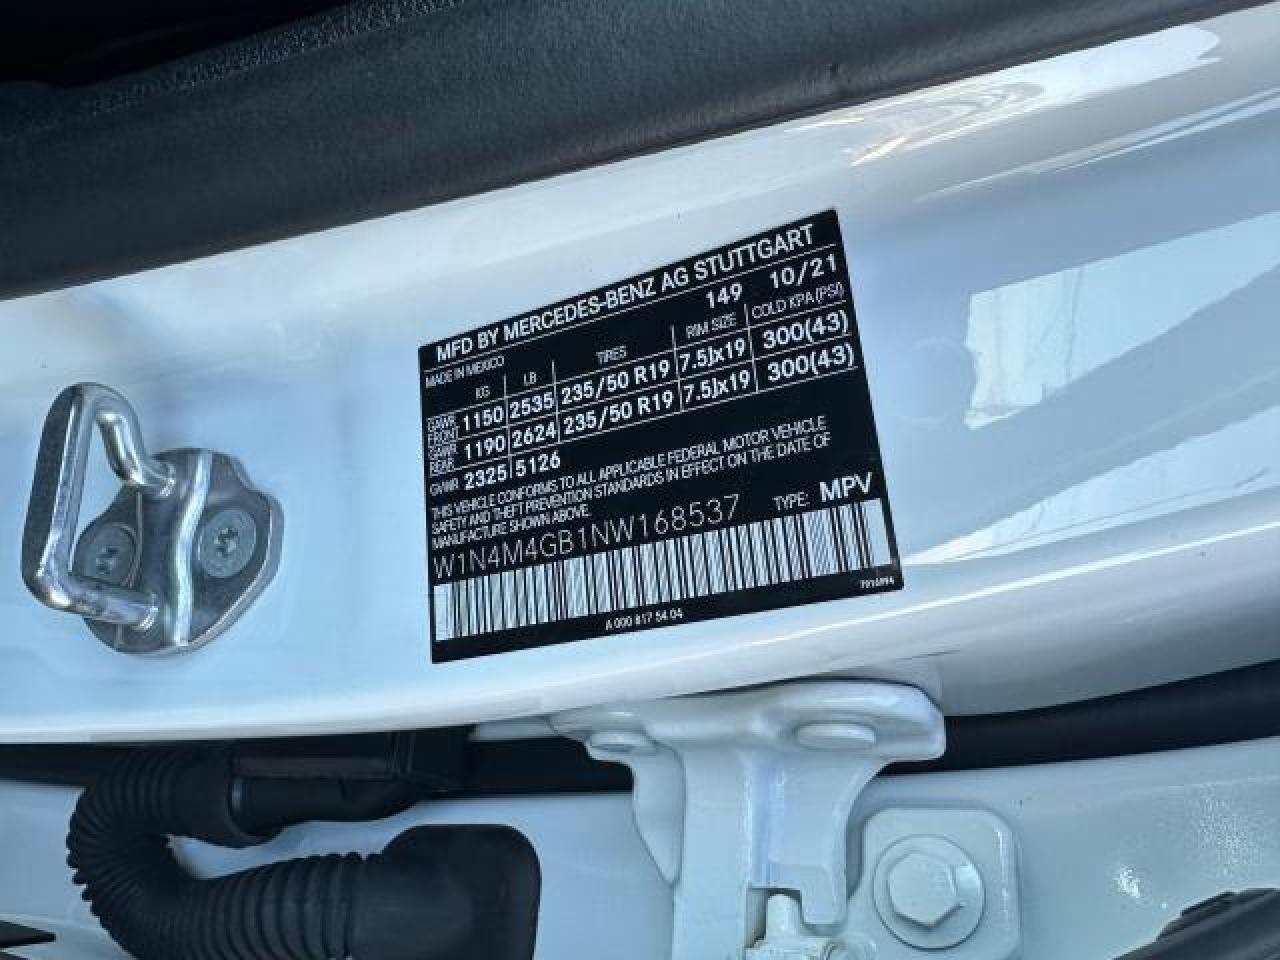 MFD BY MERCEDES-BENZ AG STUTTGART
MADE IN MEXICO 149 10/21
KG LB TIRES RIM SIZE COLD KPA (PSI)
GAWR FRONT 1150 2535 235/50 R19 7.5Jx19 300(43)
GAWR REAR 1190 2624 235/50 R19 7.5Jx19 300(43)
GVWR 2325 5126
THIS VEHICLE CONFORMS TO ALL APPLICABLE FEDERAL MOTOR VEHICLE
SAFETY AND THEFT PREVENTION STANDARDS IN EFFECT ON THE DATE OF
MANUFACTURE SHOWN ABOVE.
W1N4M4GB1NW168537 TYPE: MPV
A 000 817 54 04